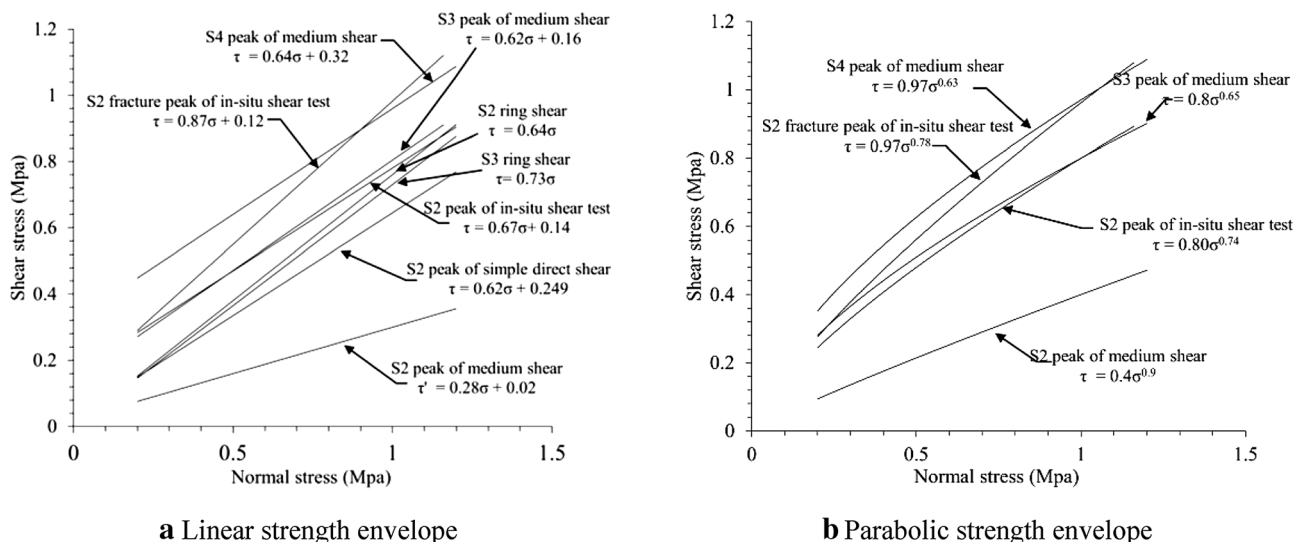 1.2
1
0.8
0.6
0.4
0.2
0
0
0.5
1
1.5
Shear stress (Mpa)
Normal stress (Mpa)
S4 peak of medium shear
τ = 0.64σ + 0.32
S3 peak of medium shear
τ = 0.62σ + 0.16
S2 fracture peak of in-situ shear test
τ = 0.87σ + 0.12
S2 ring shear
τ = 0.64σ
S3 ring shear
τ= 0.73σ
S2 peak of in-situ shear test
τ = 0.67σ+ 0.14
S2 peak of simple direct shear
τ = 0.62σ + 0.249
S2 peak of medium shear
τ' = 0.28σ + 0.02
a Linear strength envelope
1.2
1
0.8
0.6
0.4
0.2
0
0
0.5
1
1.5
Shear stress (Mpa)
Normal stress (Mpa)
S4 peak of medium shear
τ = 0.97σ^0.63
S3 peak of medium shear
τ = 0.8σ^0.65
S2 fracture peak of in-situ shear test
τ = 0.97σ^0.78
S2 peak of in-situ shear test
τ = 0.80σ^0.74
S2 peak of medium shear
τ = 0.4σ^0.9
b Parabolic strength envelope